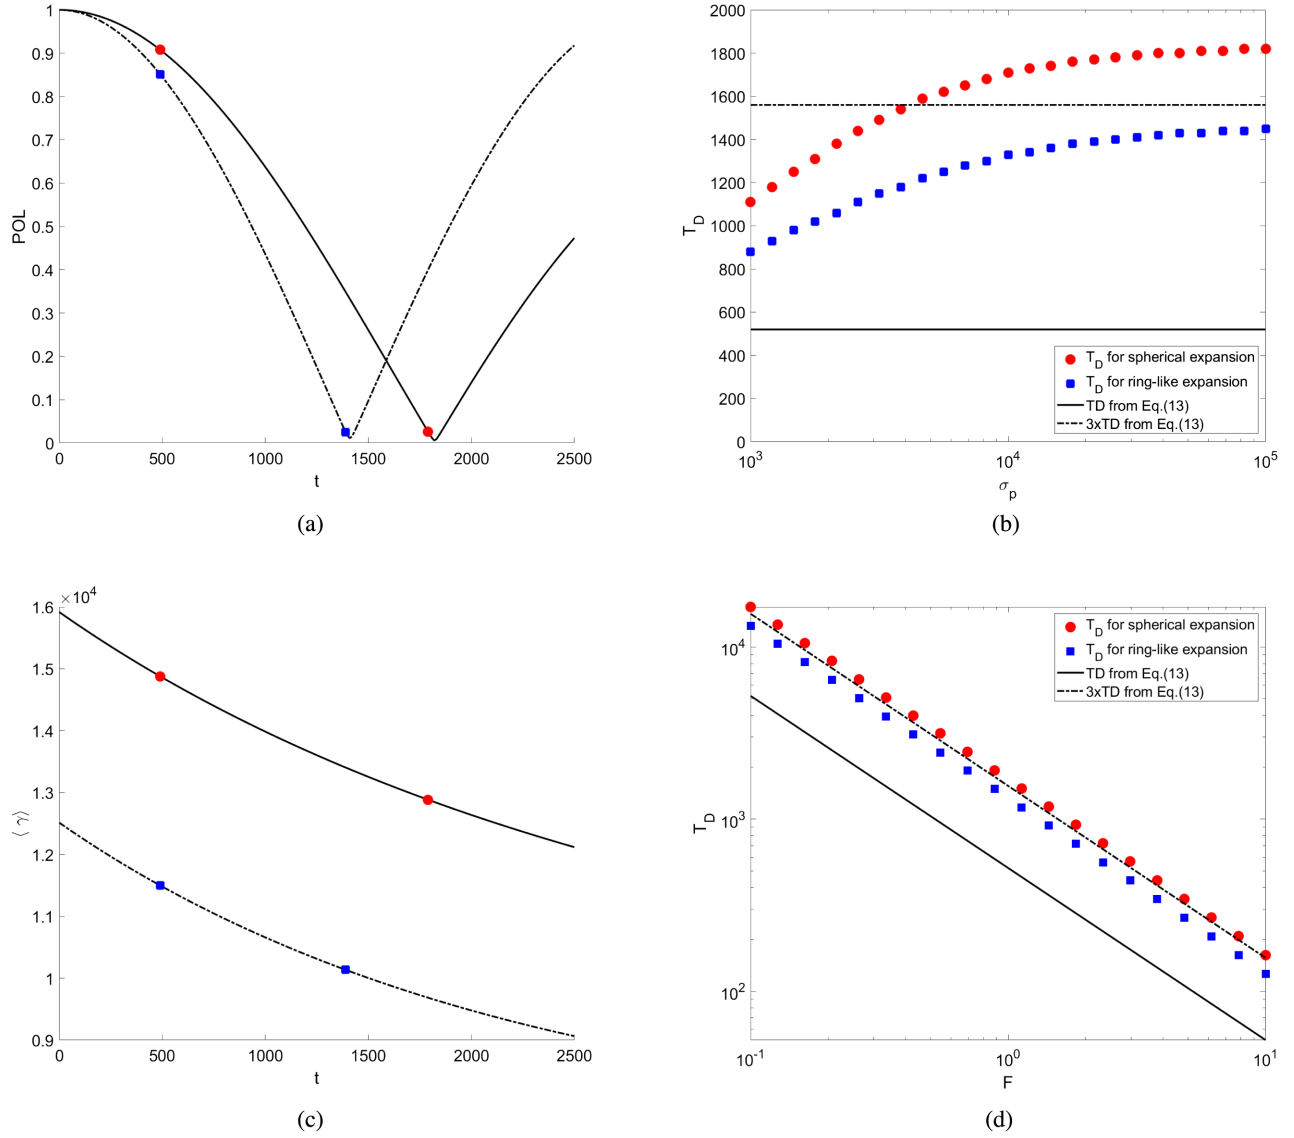 1
0.9
0.8
0.7
0.6
0.5
0.4
0.3
0.2
0.1
0
POL
0 500 1000 1500 2000 2500
t
(a)
2000
1800
1600
1400
1200
1000
800
600
400
200
0
T_D
T_D for spherical expansion
T_D for ring-like expansion
TD from Eq.(13)
3xTD from Eq.(13)
10^3 10^4 10^5
σ_p
(b)
×10^4
1.6
1.5
1.4
1.3
1.2
1.1
1
0.9
⟨ γ⟩
0 500 1000 1500 2000 2500
t
(c)
10^4
10^3
10^2
T_D
T_D for spherical expansion
T_D for ring-like expansion
TD from Eq.(13)
3xTD from Eq.(13)
10^-1 10^0 10^1
F
(d)